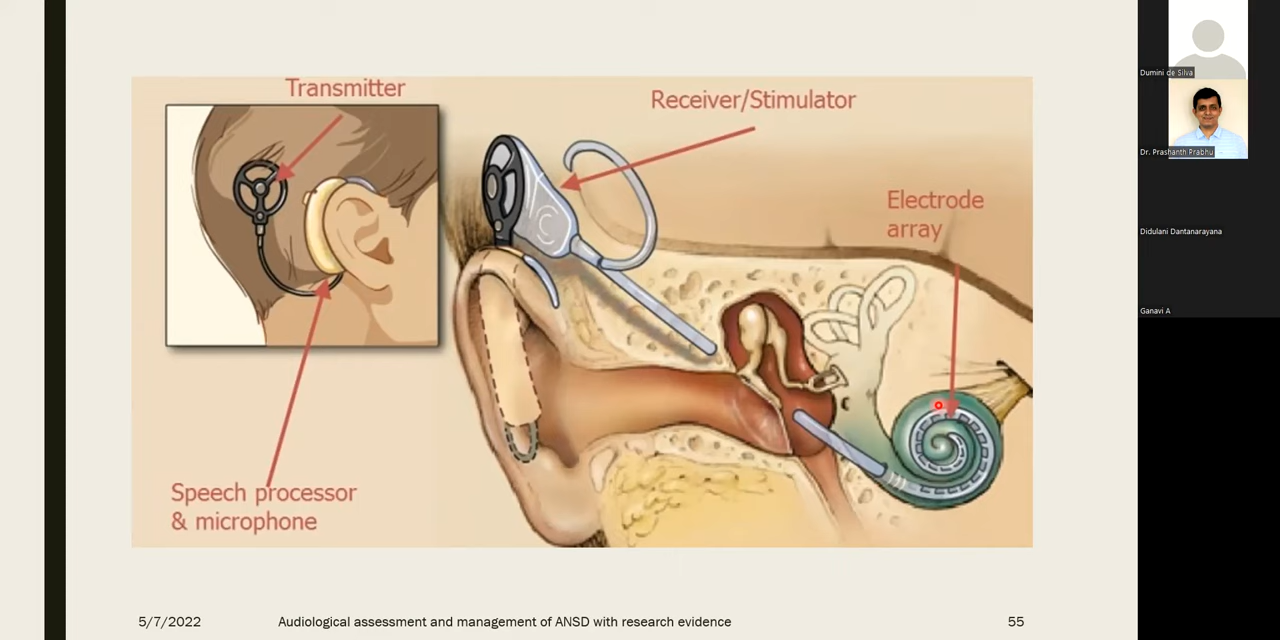 Transmitter
Receiver/Stimulator
Electrode
array
Speech processor
& microphone
5/7/2022
Audiological assessment and management of ANSD with research evidence
55
Dumini de Silva
Dr. Prashanth Prabhu
Didulani Dantanarayana
Ganavi A